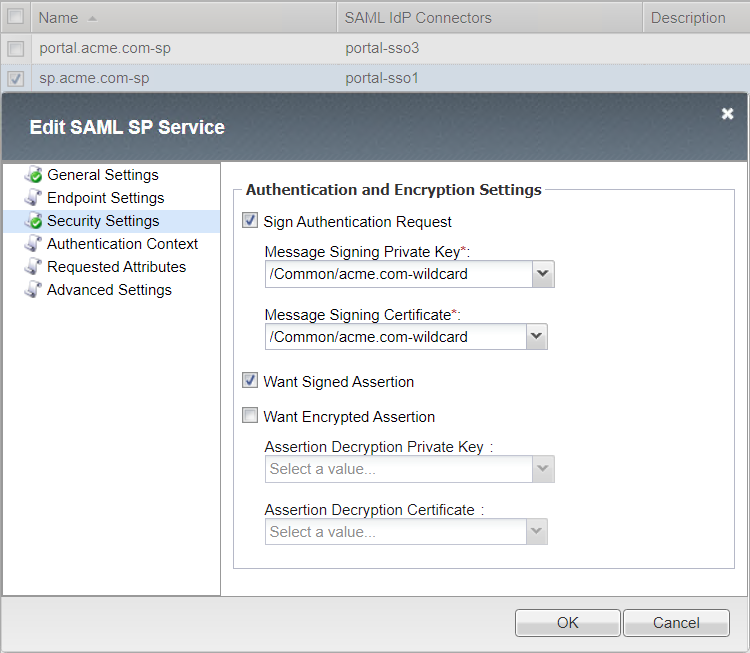 Name SAML IdP Connectors Description
portal.acme.com-sp portal-sso3
sp.acme.com-sp portal-sso1
Edit SAML SP Service
General Settings
Endpoint Settings
Security Settings
Authentication Context
Requested Attributes
Advanced Settings
Authentication and Encryption Settings
Sign Authentication Request
Message Signing Private Key*:
/Common/acme.com-wildcard
Message Signing Certificate*:
/Common/acme.com-wildcard
Want Signed Assertion
Want Encrypted Assertion
Assertion Decryption Private Key :
Select a value...
Assertion Decryption Certificate :
Select a value...
OK Cancel